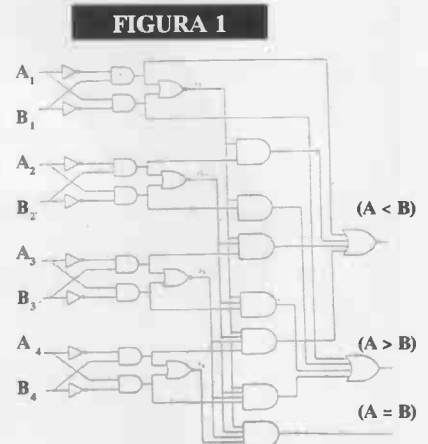 FIGURA 1
A1
B1
A2
B2
(A < B)
A3
B3
(A > B)
A4
B4
(A = B)